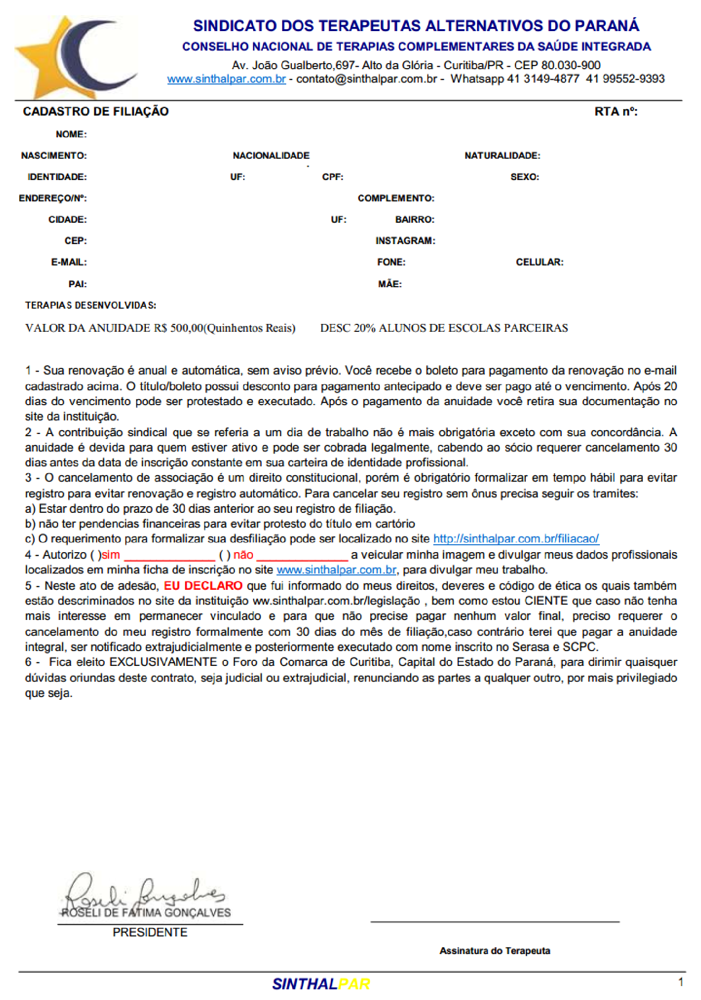 SINDICATO DOS TERAPEUTAS ALTERNATIVOS DO PARANÁ
CONSELHO NACIONAL DE TERAPIAS COMPLEMENTARES DA SAÚDE INTEGRADA
Av. João Gualberto,697- Alto da Glória - Curitiba/PR - CEP 80.030-900
www.sinthalpar.com.br - contato@sinthalpar.com.br - Whatsapp 41 3149-4877 41 99552-9393
CADASTRO DE FILIAÇÃO RTA nº:
NOME:
NASCIMENTO: NACIONALIDADE : NATURALIDADE:
IDENTIDADE: UF: CPF: SEXO:
ENDEREÇO/Nº: COMPLEMENTO:
CIDADE: UF: BAIRRO:
CEP: INSTAGRAM:
E-MAIL: FONE: CELULAR:
PAI: MÃE:
TERAPIAS DESENVOLVIDAS:
VALOR DA ANUIDADE R$ 500,00(Quinhentos Reais) DESC 20% ALUNOS DE ESCOLAS PARCEIRAS
1 - Sua renovação é anual e automática, sem aviso prévio. Você recebe o boleto para pagamento da renovação no e-mail
cadastrado acima. O título/boleto possui desconto para pagamento antecipado e deve ser pago até o vencimento. Após 20
dias do vencimento pode ser protestado e executado. Após o pagamento da anuidade você retira sua documentação no
site da instituição.
2 - A contribuição sindical que se referia a um dia de trabalho não é mais obrigatória exceto com sua concordância. A
anuidade é devida para quem estiver ativo e pode ser cobrada legalmente, cabendo ao sócio requerer cancelamento 30
dias antes da data de inscrição constante em sua carteira de identidade profissional.
3 - O cancelamento de associação é um direito constitucional, porém é obrigatório formalizar em tempo hábil para evitar
registro para evitar renovação e registro automático. Para cancelar seu registro sem ônus precisa seguir os tramites:
a) Estar dentro do prazo de 30 dias anterior ao seu registro de filiação.
b) não ter pendencias financeiras para evitar protesto do título em cartório
c) O requerimento para formalizar sua desfiliação pode ser localizado no site http://sinthalpar.com.br/filiacao/
4 - Autorizo ( )sim _______________ ( ) não _______________ a veicular minha imagem e divulgar meus dados profissionais
localizados em minha ficha de inscrição no site www.sinthalpar.com.br, para divulgar meu trabalho.
5 - Neste ato de adesão, EU DECLARO que fui informado do meus direitos, deveres e código de ética os quais também
estão descriminados no site da instituição ww.sinthalpar.com.br/legislação , bem como estou CIENTE que caso não tenha
mais interesse em permanecer vinculado e para que não precise pagar nenhum valor final, preciso requerer o
cancelamento do meu registro formalmente com 30 dias do mês de filiação,caso contrário terei que pagar a anuidade
integral, ser notificado extrajudicialmente e posteriormente executado com nome inscrito no Serasa e SCPC.
6 - Fica eleito EXCLUSIVAMENTE o Foro da Comarca de Curitiba, Capital do Estado do Paraná, para dirimir quaisquer
dúvidas oriundas deste contrato, seja judicial ou extrajudicial, renunciando as partes a qualquer outro, por mais privilegiado
que seja.
Roseli Gonçalves
ROSELI DE FATIMA GONÇALVES
PRESIDENTE
Assinatura do Terapeuta
SINTHALPAR 1